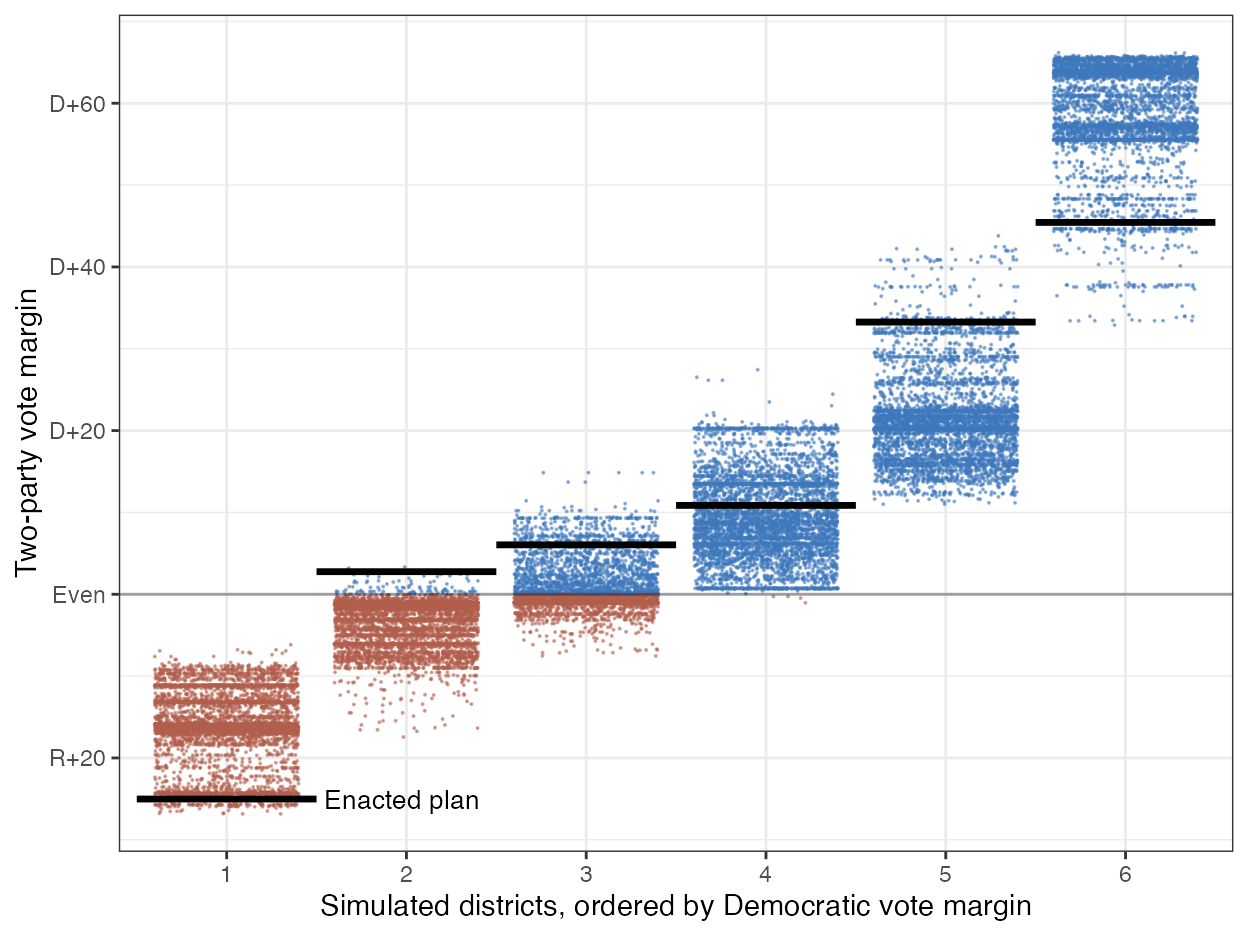 D+60
D+40
D+20
Even
R+20
Two-party vote margin
Enacted plan
1 2 3 4 5 6
Simulated districts, ordered by Democratic vote margin